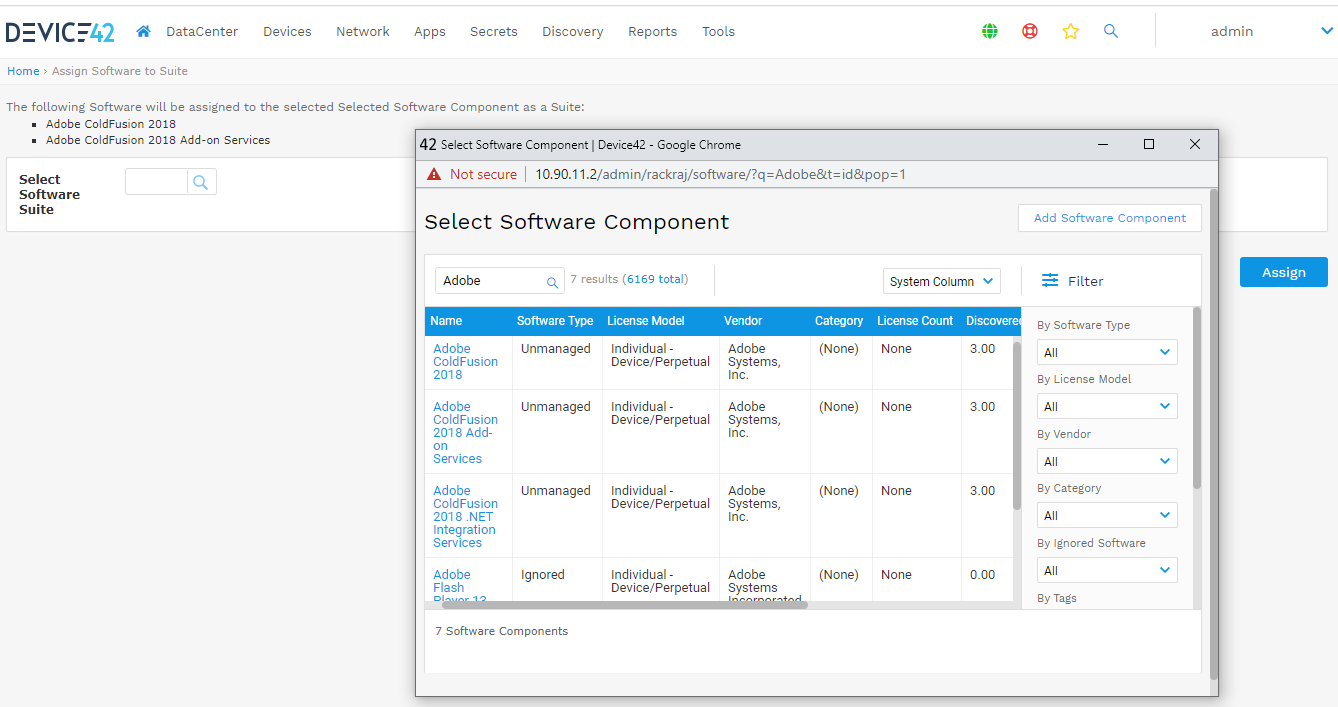 DEVICE42 DataCenter Devices Network Apps Secrets Discovery Reports Tools admin
Home › Assign Software to Suite
The following Software will be assigned to the selected Selected Software Component as a Suite:
Adobe ColdFusion 2018
Adobe ColdFusion 2018 Add-on Services
Select
Software
Suite
Assign
42 Select Software Component | Device42 - Google Chrome
Not secure 10.90.11.2/admin/rackraj/software/?q=Adobe&t=id&pop=1
Select Software Component
Add Software Component
Adobe 7 results (6169 total) System Column Filter
Name Software Type License Model Vendor Category License Count Discovered
Adobe Unmanaged Individual - Adobe (None) None 3.00
ColdFusion Device/Perpetual Systems,
2018 Inc.
Adobe Unmanaged Individual - Adobe (None) None 3.00
ColdFusion Device/Perpetual Systems,
2018 Add- Inc.
on
Services
Adobe Unmanaged Individual - Adobe (None) None 3.00
ColdFusion Device/Perpetual Systems,
2018 .NET Inc.
Integration
Services
Adobe Ignored Individual - Adobe (None) None 0.00
Flash Device/Perpetual Systems
Player 13 Incorporated
By Software Type
All
By License Model
All
By Vendor
All
By Category
All
By Ignored Software
All
By Tags
7 Software Components